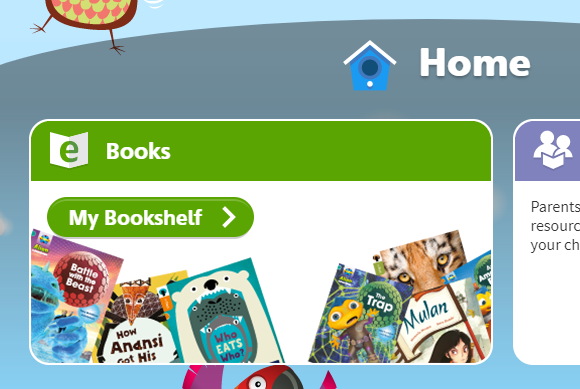 Home
e
Books
My Bookshelf
Parents
resourc
your ch
Battle
with the
Beast
How
Anansi
Got His
Who
EATS
Who?
The
Trap
Mulan